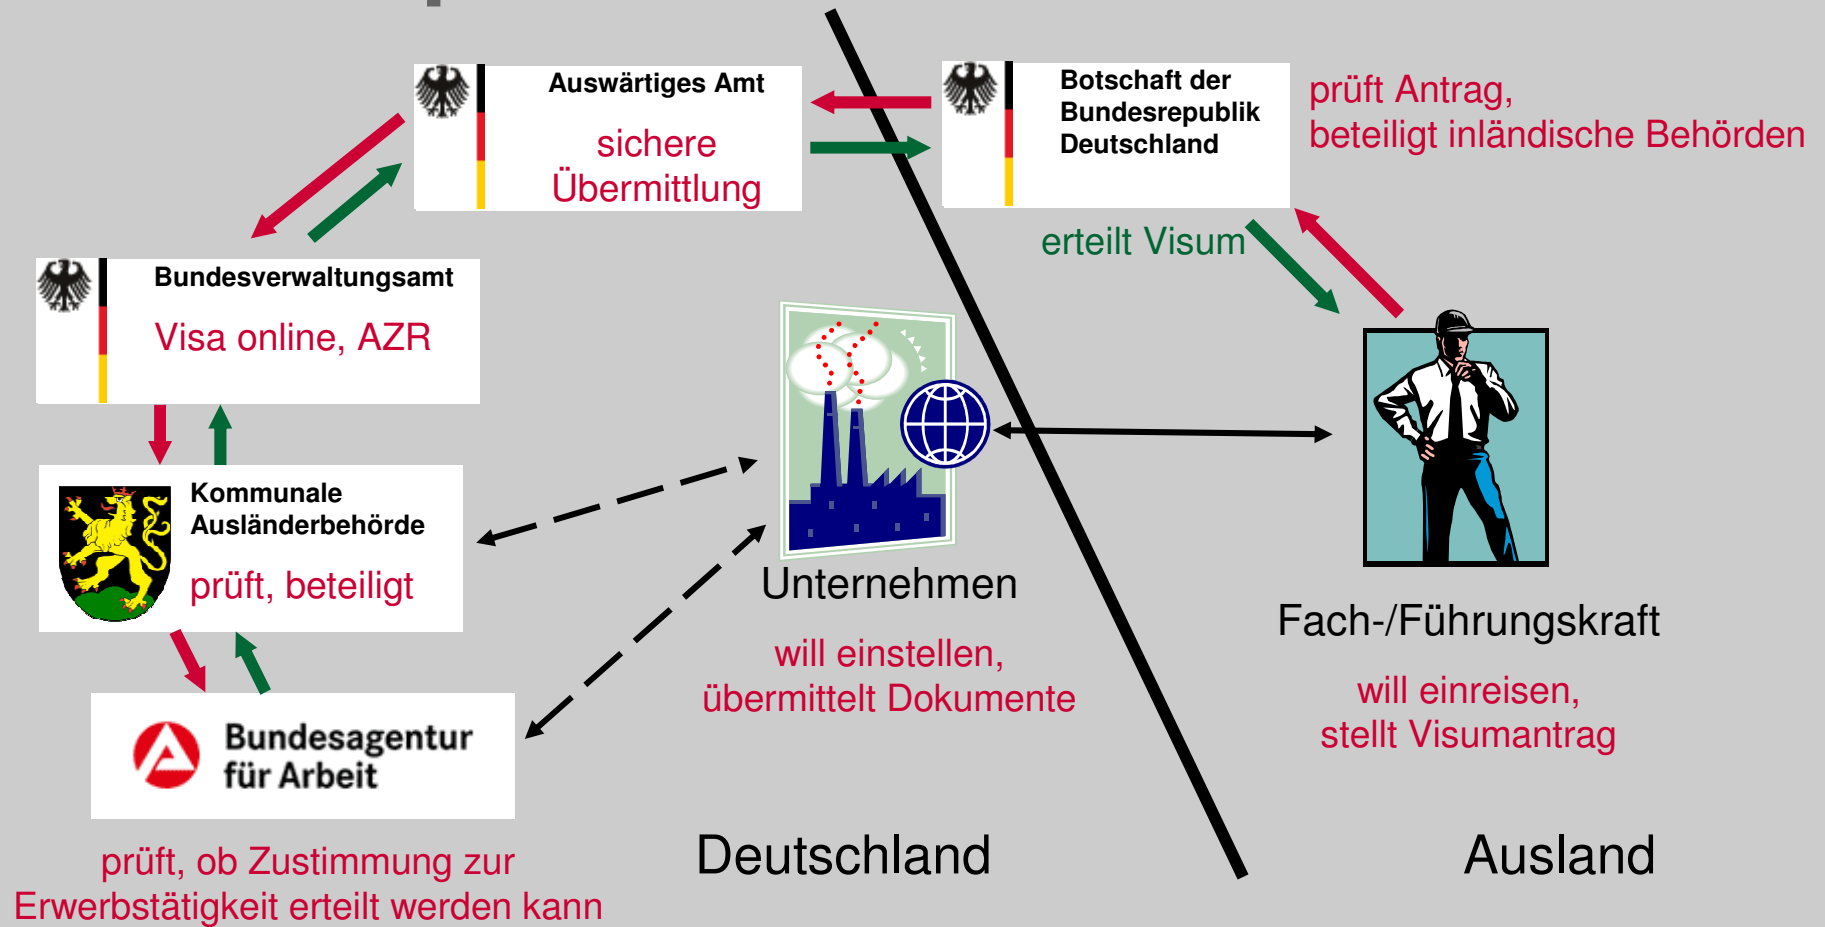 Auswärtiges Amt
sichere
Übermittlung
Botschaft der
Bundesrepublik
Deutschland
prüft Antrag,
beteiligt inländische Behörden
erteilt Visum
Bundesverwaltungsamt
Visa online, AZR
Kommunale
Ausländerbehörde
prüft, beteiligt
Unternehmen
will einstellen,
übermittelt Dokumente
Fach-/Führungskraft
will einreisen,
stellt Visumantrag
Bundesagentur
für Arbeit
prüft, ob Zustimmung zur
Erwerbstätigkeit erteilt werden kann
Deutschland
Ausland